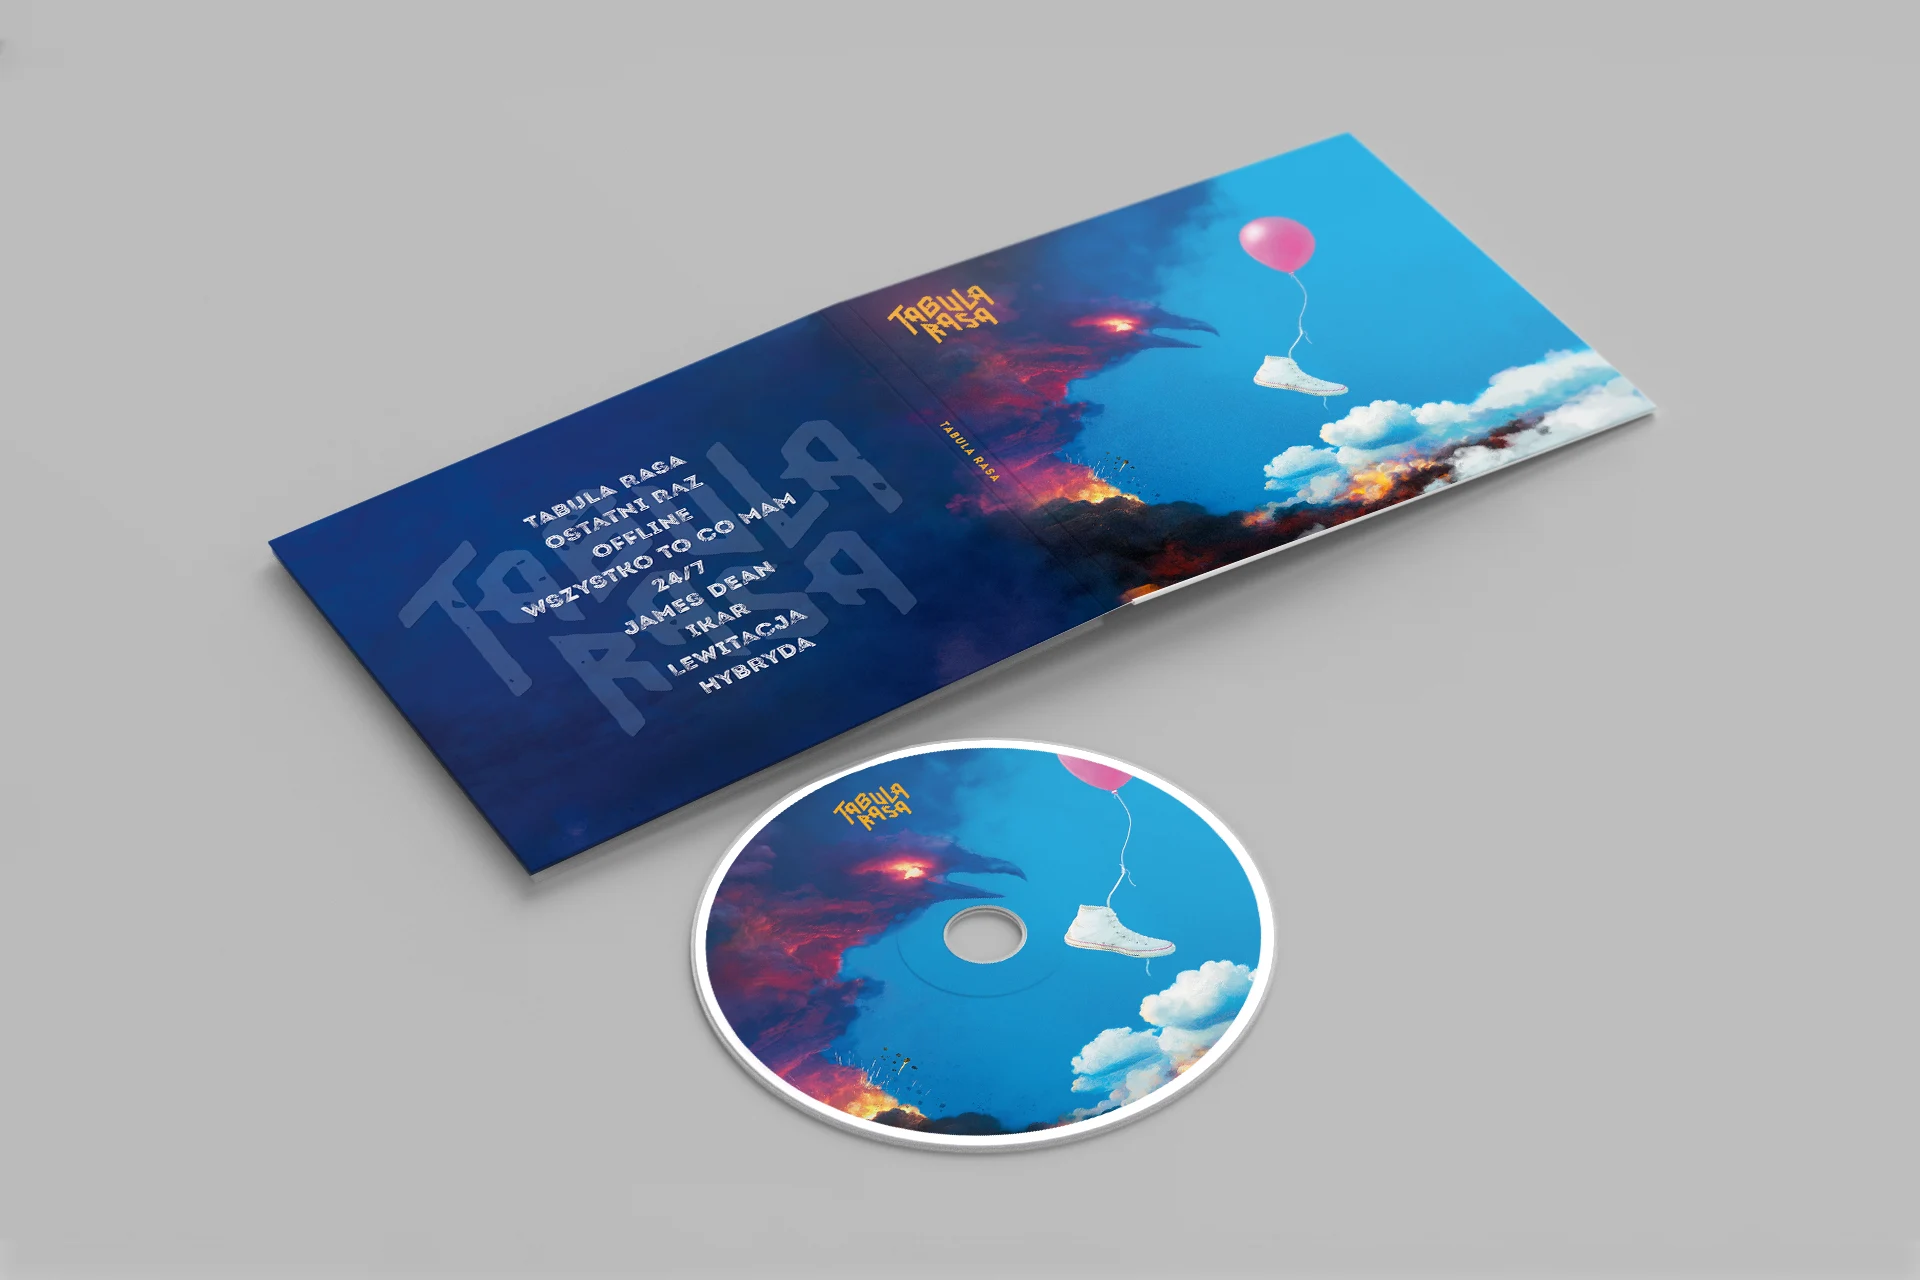 TABULA
RASA
TABULA RASA
TABULA RASA
OSTATNI RAZ
OFFLINE
WSZYSTKO TO CO MAM
24/7
JAMES DEAN
IKAR
LEWITACJA
HYBRYDA
TABULA
RASA
TABULA
RASA